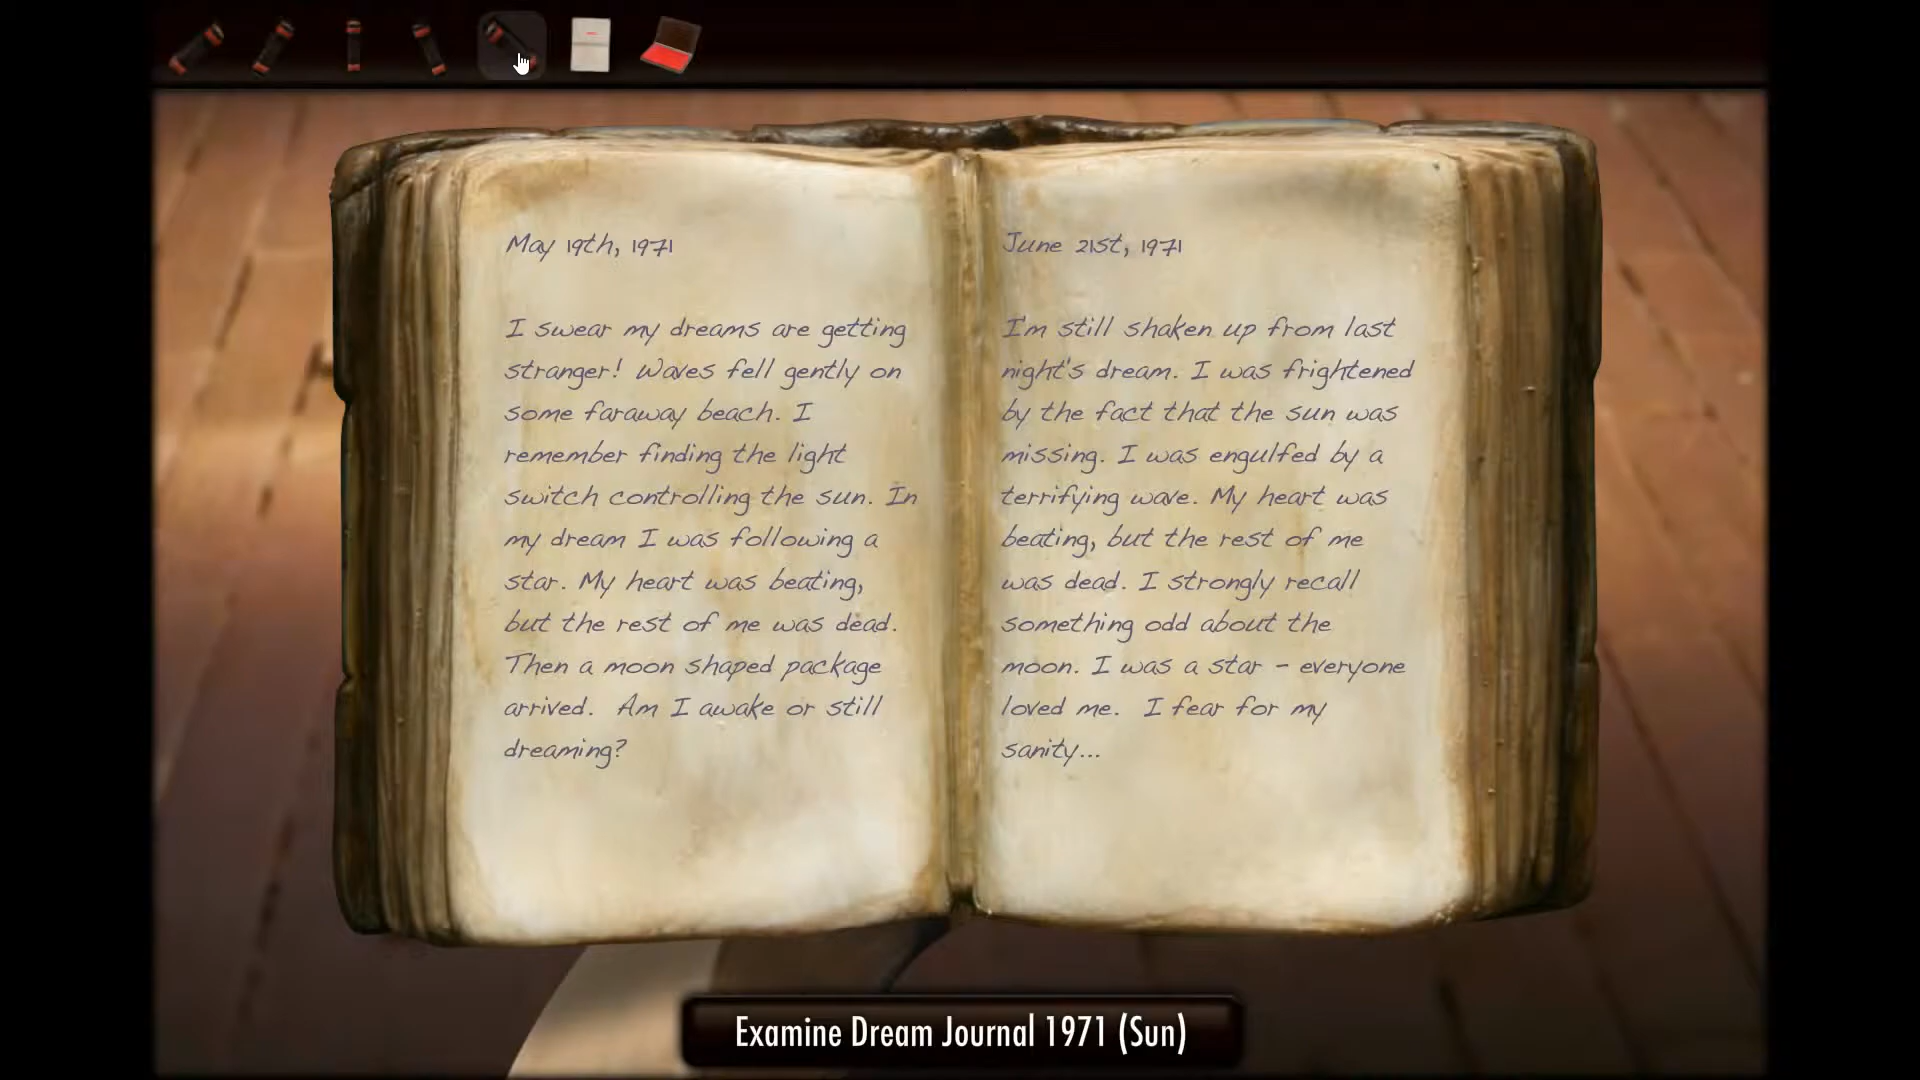 May 19th, 1971
I swear my dreams are getting
stranger! Waves fell gently on
some faraway beach. I
remember finding the light
switch controlling the sun. In
my dream I was following a
star. My heart was beating,
but the rest of me was dead.
Then a moon shaped package
arrived. Am I awake or still
dreaming?
June 21st, 1971
I'm still shaken up from last
night's dream. I was frightened
by the fact that the sun was
missing. I was engulfed by a
terrifying wave. My heart was
beating, but the rest of me
was dead. I strongly recall
something odd about the
moon. I was a star - everyone
loved me. I fear for my
sanity...
Examine Dream Journal 1971 (Sun)